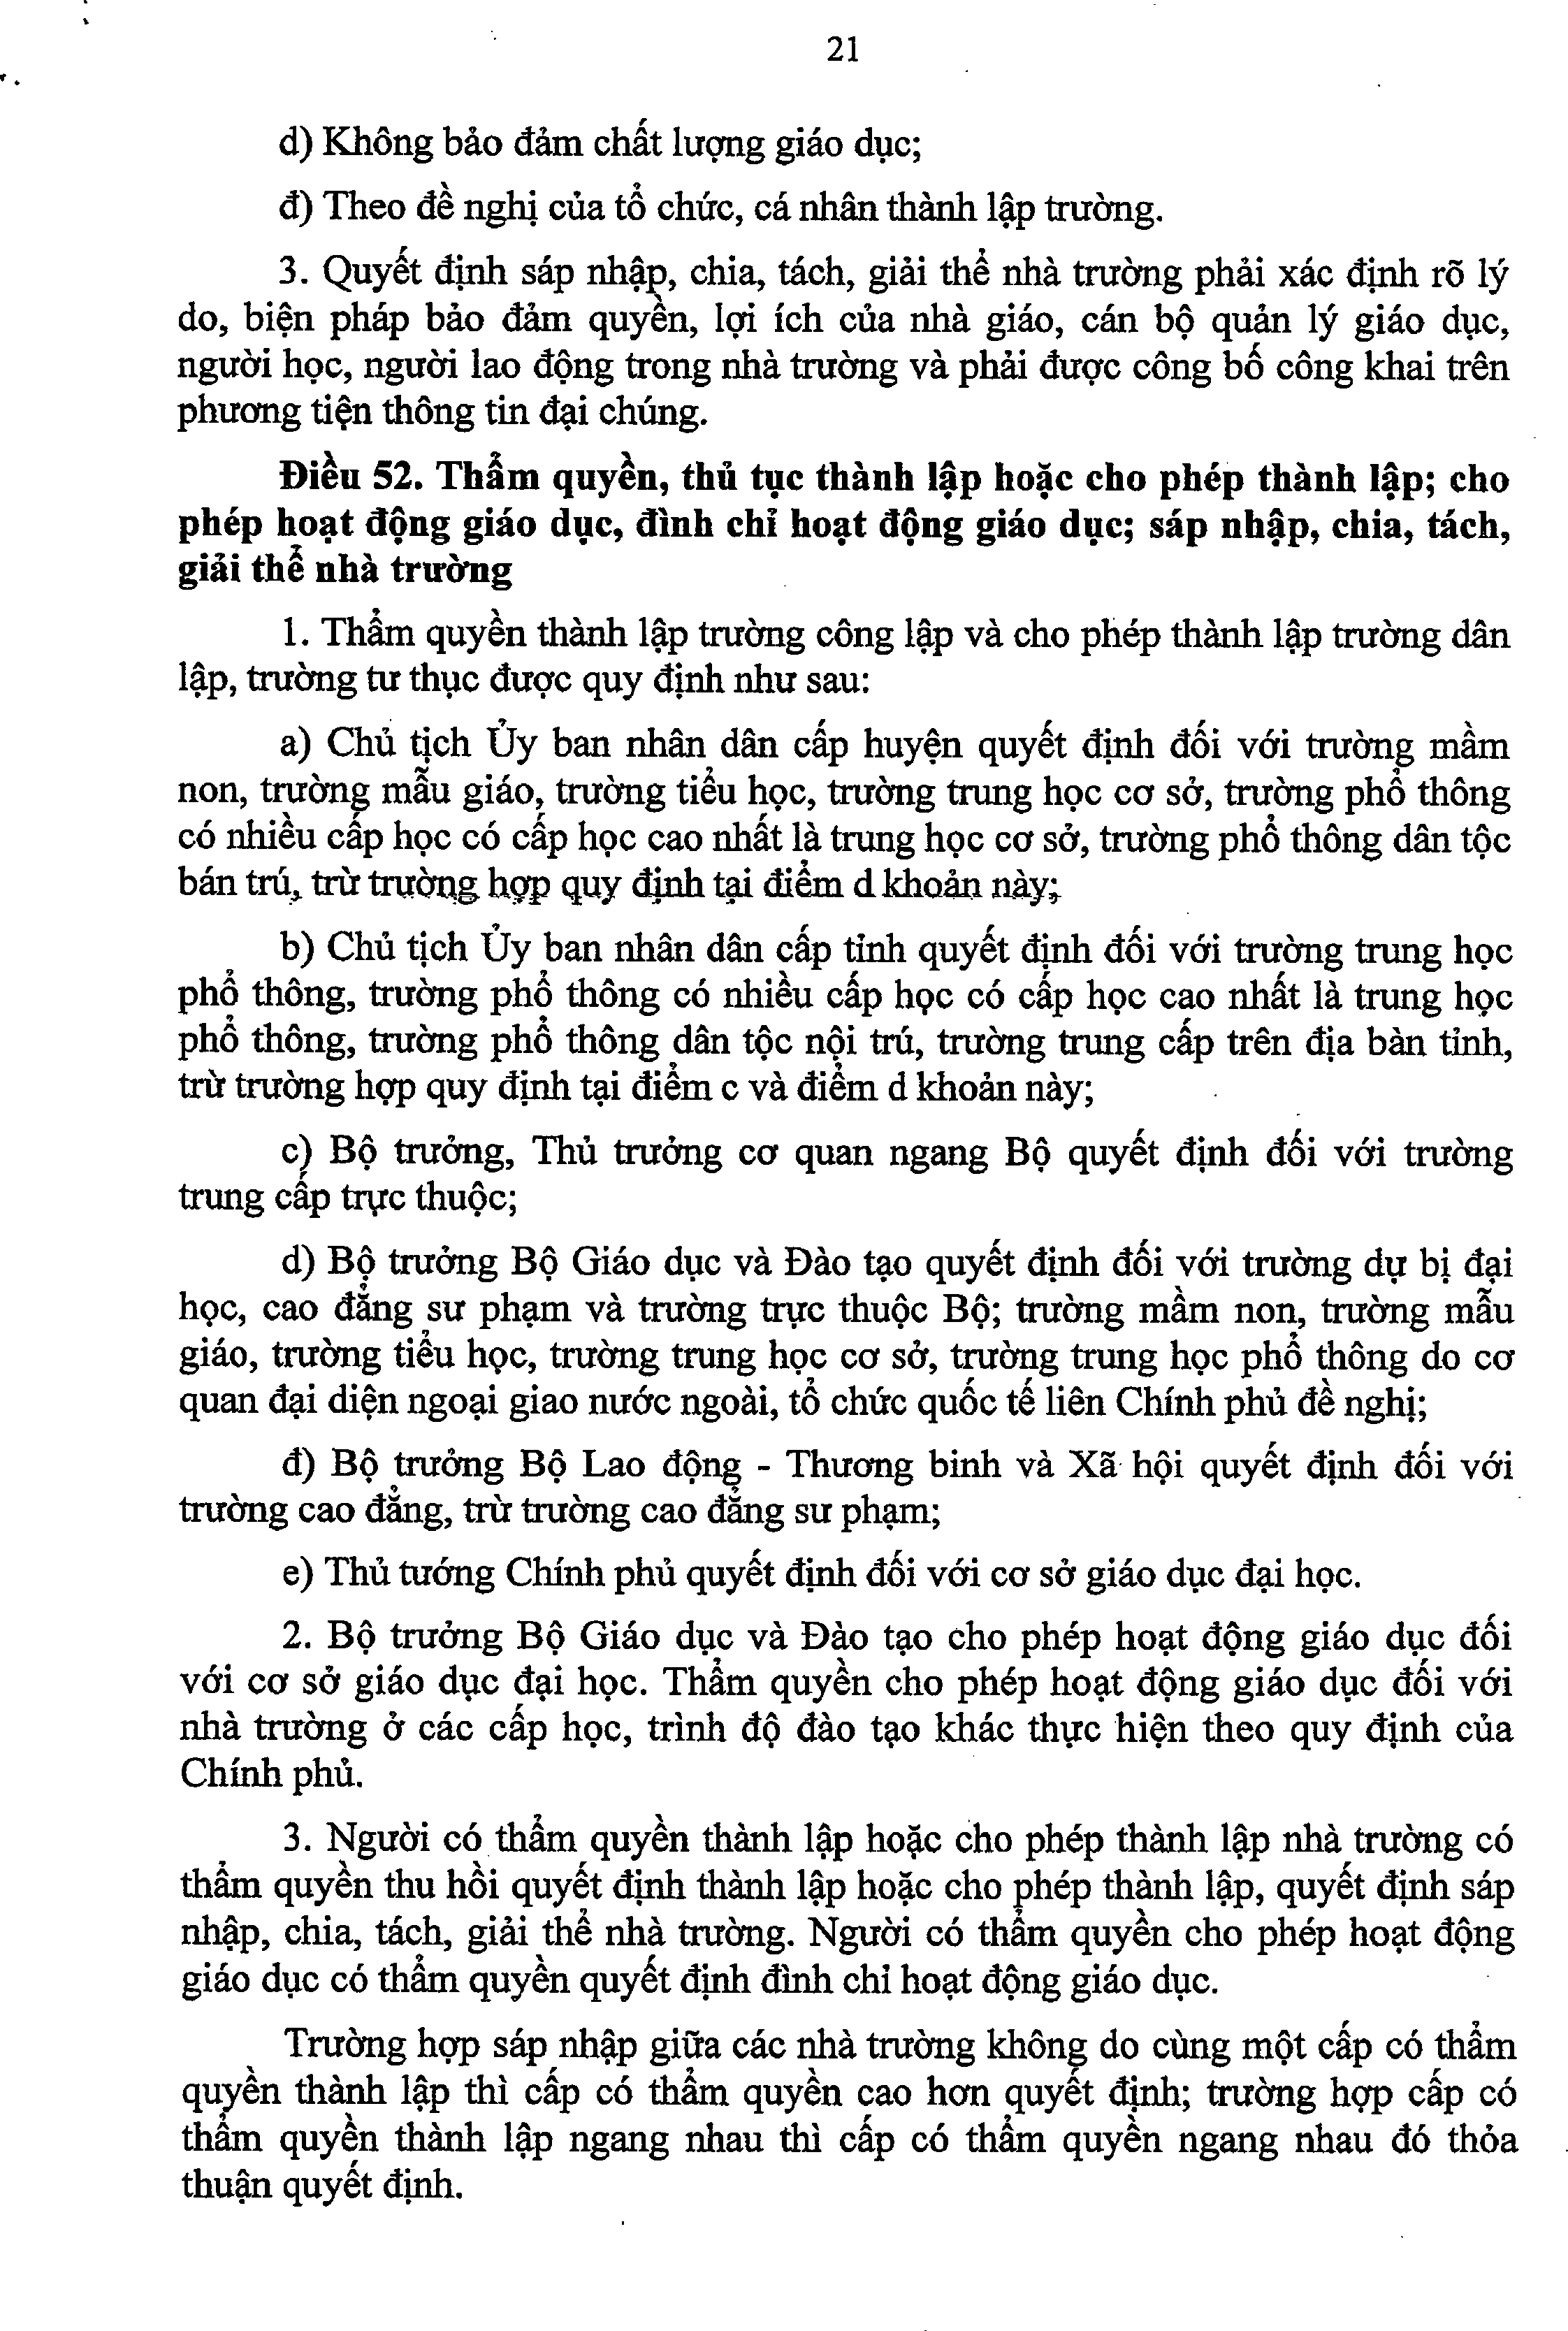 21
d) Không bảo đảm chất lượng giáo dục;
đ) Theo đề nghị của tổ chức, cá nhân thành lập trường.
3. Quyết định sáp nhập, chia, tách, giải thể nhà trường phải xác định rõ lý
do, biện pháp bảo đảm quyền, lợi ích của nhà giáo, cán bộ quản lý giáo dục,
người học, người lao động trong nhà trường và phải được công bố công khai trên
phương tiện thông tin đại chúng.
Điều 52. Thẩm quyền, thủ tục thành lập hoặc cho phép thành lập; cho
phép hoạt động giáo dục, đình chỉ hoạt động giáo dục; sáp nhập, chia, tách,
giải thể nhà trường
1. Thẩm quyền thành lập trường công lập và cho phép thành lập trường dân
lập, trường tư thục được quy định như sau:
a) Chủ tịch Ủy ban nhân dân cấp huyện quyết định đối với trường mầm
non, trường mẫu giáo, trường tiểu học, trường trung học cơ sở, trường phổ thông
có nhiều cấp học có cấp học cao nhất là trung học cơ sở, trường phổ thông dân tộc
bán trú, trừ trường hợp quy định tại điểm d khoản này;
b) Chủ tịch Ủy ban nhân dân cấp tỉnh quyết định đối với trường trung học
phổ thông, trường phổ thông có nhiều cấp học có cấp học cao nhất là trung học
phổ thông, trường phổ thông dân tộc nội trú, trường trung cấp trên địa bàn tỉnh,
trừ trường hợp quy định tại điểm c và điểm d khoản này;
c) Bộ trưởng, Thủ trưởng cơ quan ngang Bộ quyết định đối với trường
trung cấp trực thuộc;
d) Bộ trưởng Bộ Giáo dục và Đào tạo quyết định đối với trường dự bị đại
học, cao đẳng sư phạm và trường trực thuộc Bộ; trường mầm non, trường mẫu
giáo, trường tiểu học, trường trung học cơ sở, trường trung học phổ thông do cơ
quan đại diện ngoại giao nước ngoài, tổ chức quốc tế liên Chính phủ đề nghị;
đ) Bộ trưởng Bộ Lao động - Thương binh và Xã hội quyết định đối với
trường cao đẳng, trừ trường cao đẳng sư phạm;
e) Thủ tướng Chính phủ quyết định đối với cơ sở giáo dục đại học.
2. Bộ trưởng Bộ Giáo dục và Đào tạo cho phép hoạt động giáo dục đối
với cơ sở giáo dục đại học. Thẩm quyền cho phép hoạt động giáo dục đối với
nhà trường ở các cấp học, trình độ đào tạo khác thực hiện theo quy định của
Chính phủ.
3. Người có thẩm quyền thành lập hoặc cho phép thành lập nhà trường có
thẩm quyền thu hồi quyết định thành lập hoặc cho phép thành lập, quyết định sáp
nhập, chia, tách, giải thể nhà trường. Người có thẩm quyền cho phép hoạt động
giáo dục có thẩm quyền quyết định đình chỉ hoạt động giáo dục.
Trường hợp sáp nhập giữa các nhà trường không do cùng một cấp có thẩm
quyền thành lập thì cấp có thẩm quyền cao hơn quyết định; trường hợp cấp có
thẩm quyền thành lập ngang nhau thì cấp có thẩm quyền ngang nhau đó thỏa
thuận quyết định.